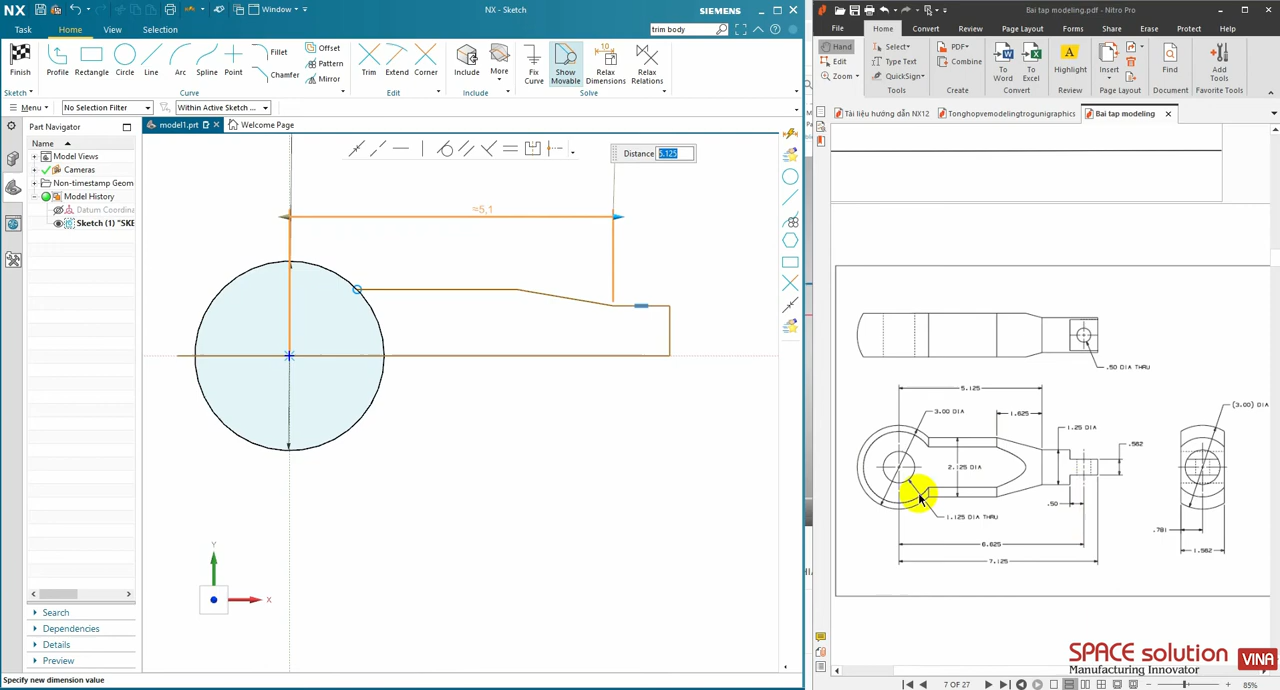 NX
Window
NX - Sketch
SIEMENS
Task
Home
View
Selection
trim body
Finish
Profile
Rectangle
Circle
Line
Arc
Spline
Point
Fillet
Chamfer
Offset
Pattern
Mirror
Trim
Extend
Corner
Include
More
Fix Curve
Show Movable
Relax Dimensions
Relax Relations
Sketch
Curve
Edit
Include
Solve
Menu
No Selection Filter
Within Active Sketch ...
Part Navigator
model1.prt
Welcome Page
Name
Model Views
Cameras
Non-timestamp Geom
Model History
Datum Coordina
Sketch (1) "SKE
Search
Dependencies
Details
Preview
Distance 5.125
≈5,1
Y
X
Specify new dimension value
Bai tap modeling.pdf - Nitro Pro
File
Home
Convert
Review
Page Layout
Forms
Share
Erase
Protect
Help
Hand
Edit
Zoom
Select
Type Text
QuickSign
Tools
PDF
Combine
Create
To Word
To Excel
Convert
Highlight
Review
Insert
Page Layout
Find
Document
Add Tools
Favorite Tools
Tài liệu hướng dẫn NX12
Tonghopvemodelingtrogunigraphics
Bai tap modeling
.50 DIA THRU
5.125
3.00 DIA
1.625
1.25 DIA
.562
(3.00) DIA
2.125 DIA
.50
1.125 DIA THRU
6.625
7.125
.781
1.562
SPACE solution
VINA
Manufacturing Innovator
7 OF 27
85%